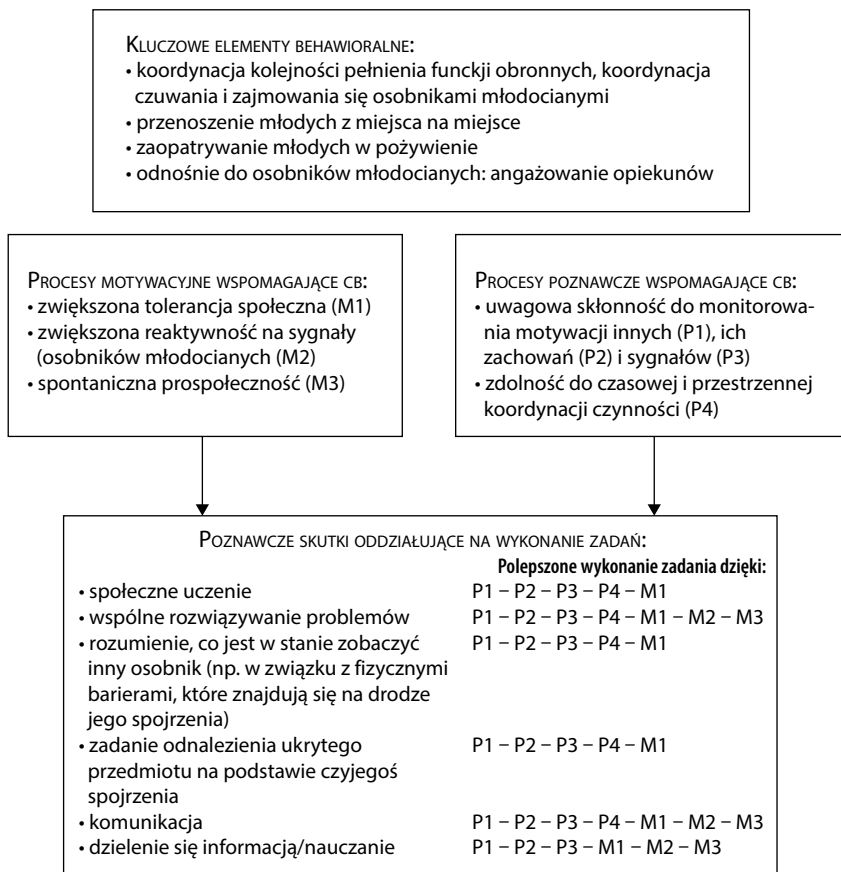 KLUCZOWE ELEMENTY BEHAWIORALNE:
• koordynacja kolejności pełnienia funckji obronnych, koordynacja
czuwania i zajmowania się osobnikami młodocianymi
• przenoszenie młodych z miejsca na miejsce
• zaopatrywanie młodych w pożywienie
• odnośnie do osobników młodocianych: angażowanie opiekunów
PROCESY MOTYWACYJNE WSPOMAGAJĄCE CB:
• zwiększona tolerancja społeczna (M1)
• zwiększona reaktywność na sygnały
(osobników młodocianych (M2)
• spontaniczna prospołeczność (M3)
PROCESY POZNAWCZE WSPOMAGAJĄCE CB:
• uwagowa skłonność do monitorowa-
nia motywacji innych (P1), ich
zachowań (P2) i sygnałów (P3)
• zdolność do czasowej i przestrzennej
koordynacji czynności (P4)
POZNAWCZE SKUTKI ODDZIAŁUJĄCE NA WYKONANIE ZADAŃ:
Polepszone wykonanie zadania dzięki:
• społeczne uczenie P1 – P2 – P3 – P4 – M1
• wspólne rozwiązywanie problemów P1 – P2 – P3 – P4 – M1 – M2 – M3
• rozumienie, co jest w stanie zobaczyć P1 – P2 – P3 – P4 – M1
inny osobnik (np. w związku z fizycznymi
barierami, które znajdują się na drodze
jego spojrzenia)
• zadanie odnalezienia ukrytego P1 – P2 – P3 – P4 – M1
przedmiotu na podstawie czyjegoś
spojrzenia
• komunikacja P1 – P2 – P3 – P4 – M1 – M2 – M3
• dzielenie się informacją/nauczanie P1 – P2 – P3 – M1 – M2 – M3